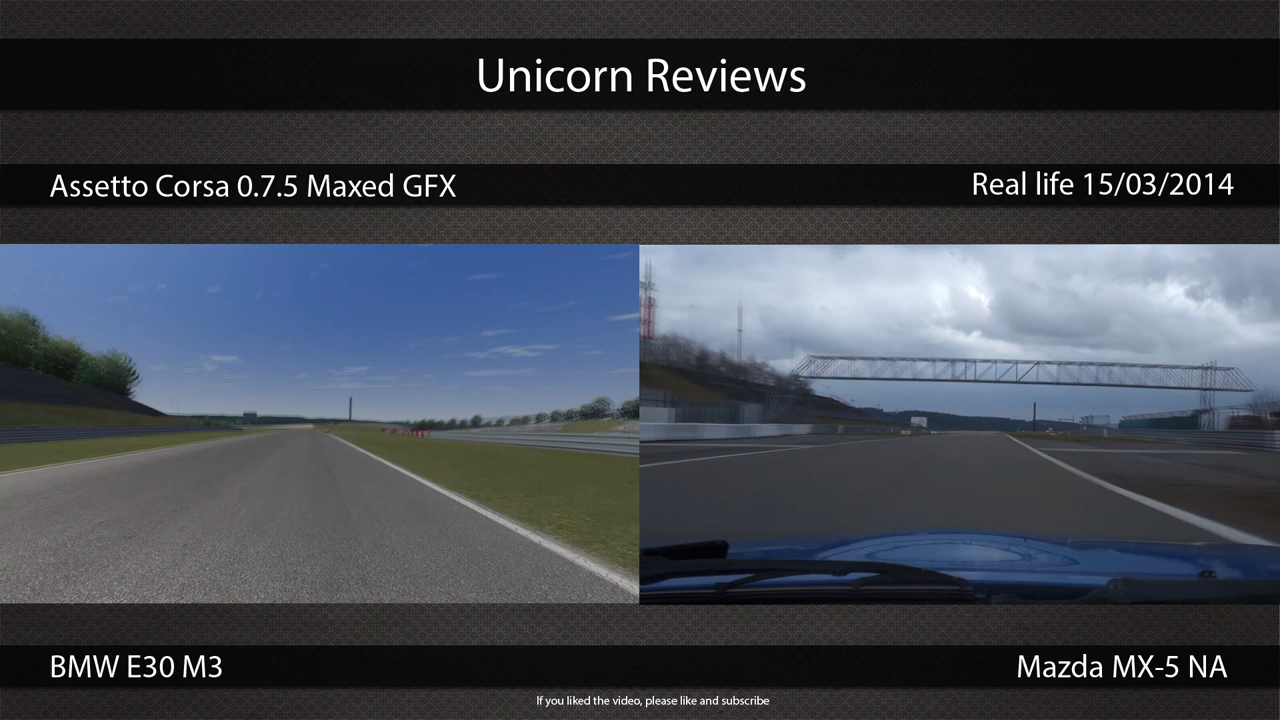 Unicorn Reviews
Assetto Corsa 0.7.5 Maxed GFX
Real life 15/03/2014
BMW E30 M3
Mazda MX-5 NA
If you liked the video, please like and subscribe